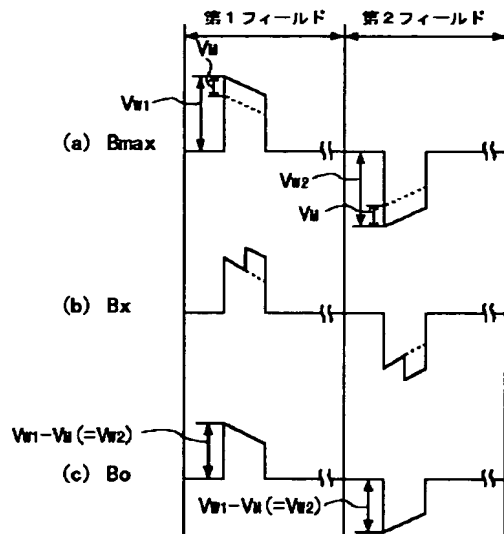 第1フィールド 第2フィールド
VM
VW1
(a) Bmax
VW2
VM
(b) Bx
VW1-VM(=VW2)
(c) Bo
VW1-VM(=VW2)